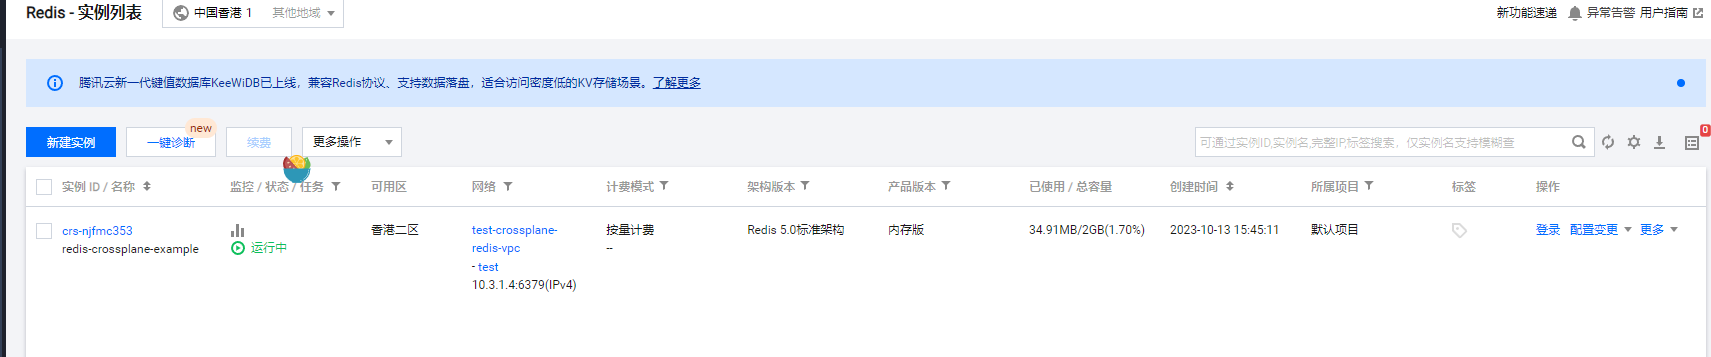 Redis - 实例列表
中国香港 1 其他地域
新功能速递 异常告警 用户指南
腾讯云新一代键值数据库KeeWiDB已上线，兼容Redis协议、支持数据落盘，适合访问密度低的KV存储场景。了解更多
新建实例 一键诊断 new 续费 更多操作
可通过实例ID,实例名,完整IP,标签搜索，仅实例名支持模糊查
0
实例 ID / 名称 监控 / 状态 / 任务 可用区 网络 计费模式 架构版本 产品版本 已使用 / 总容量 创建时间 所属项目 标签 操作
crs-njfmc353
redis-crossplane-example
运行中
香港二区
test-crossplane-
redis-vpc
- test
10.3.1.4:6379(IPv4)
按量计费
--
Redis 5.0标准架构
内存版
34.91MB/2GB(1.70%)
2023-10-13 15:45:11
默认项目
登录 配置变更 更多